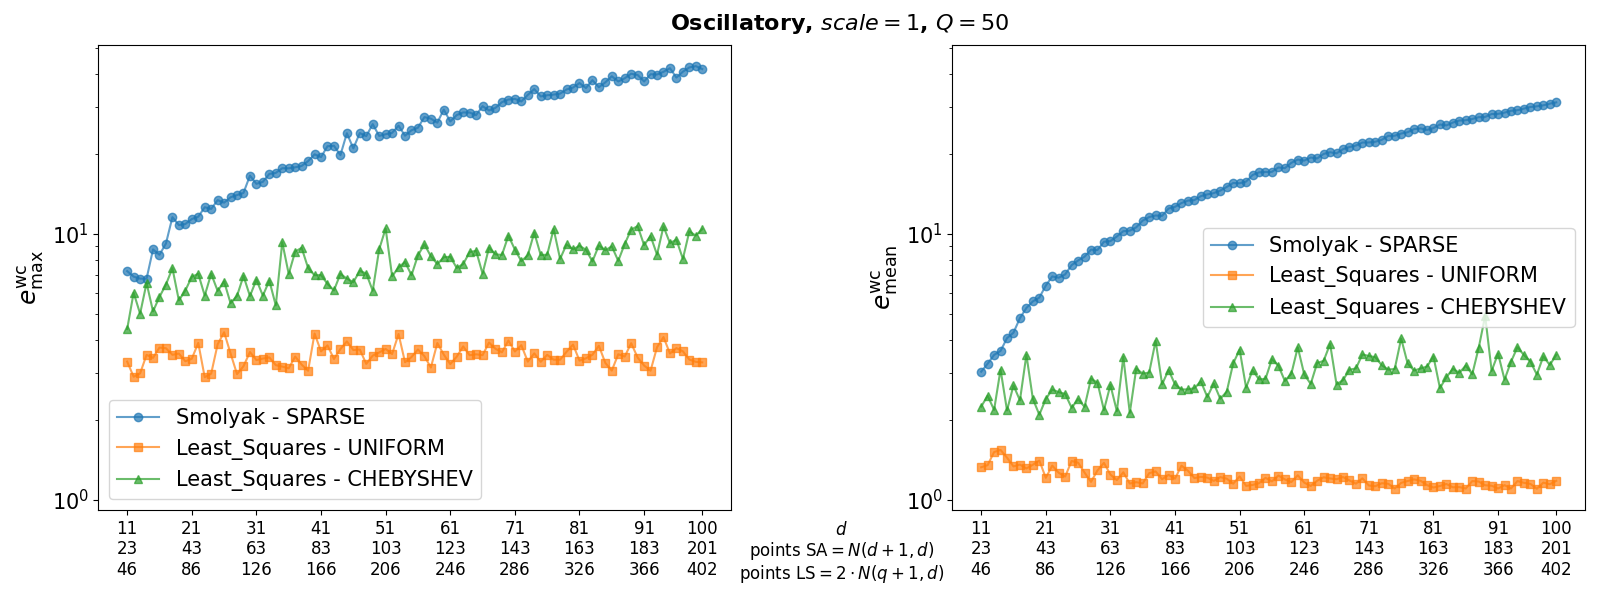 Oscillatory, scale = 1, Q = 50
e^wc_max
10^1
10^0
Smolyak - SPARSE
Least_Squares - UNIFORM
Least_Squares - CHEBYSHEV
11 21 31 41 51 61 71 81 91 100
23 43 63 83 103 123 143 163 183 201
46 86 126 166 206 246 286 326 366 402
d
points SA = N(d + 1, d)
points LS = 2 · N(q + 1, d)
e^wc_mean
10^1
10^0
Smolyak - SPARSE
Least_Squares - UNIFORM
Least_Squares - CHEBYSHEV
11 21 31 41 51 61 71 81 91 100
23 43 63 83 103 123 143 163 183 201
46 86 126 166 206 246 286 326 366 402